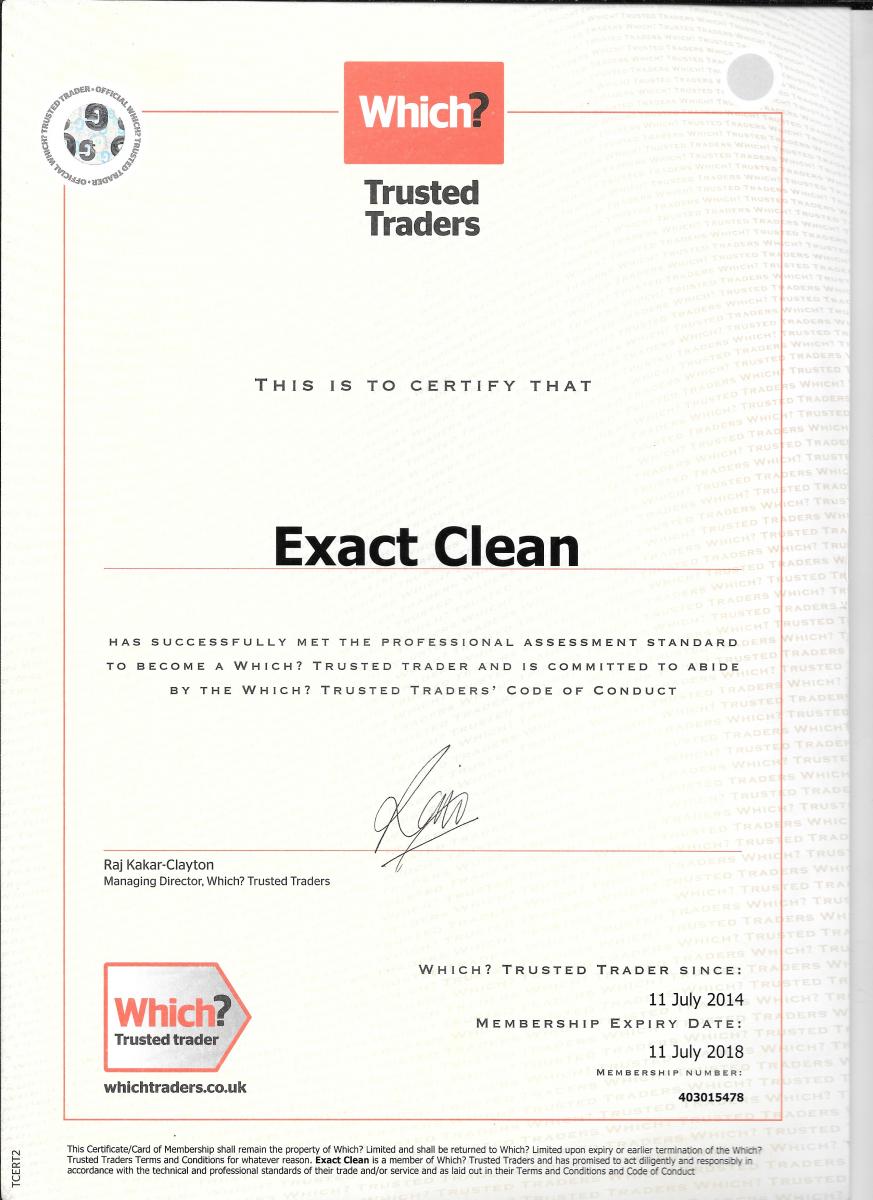 OFFICIAL WHICH? TRUSTED TRADER • OFFICIAL WHICH? TRUSTED TRADER •
Which?
Trusted
Traders
THIS IS TO CERTIFY THAT
Exact Clean
HAS SUCCESSFULLY MET THE PROFESSIONAL ASSESSMENT STANDARD
TO BECOME A WHICH? TRUSTED TRADER AND IS COMMITTED TO ABIDE
BY THE WHICH? TRUSTED TRADERS' CODE OF CONDUCT
Raj Kakar-Clayton
Managing Director, Which? Trusted Traders
Which?
Trusted trader
whichtraders.co.uk
WHICH? TRUSTED TRADER SINCE:
11 July 2014
MEMBERSHIP EXPIRY DATE:
11 July 2018
MEMBERSHIP NUMBER:
403015478
This Certificate/Card of Membership shall remain the property of Which? Limited and shall be returned to Which? Limited upon expiry or earlier termination of the Which?
Trusted Traders Terms and Conditions for whatever reason. Exact Clean is a member of Which? Trusted Traders and has promised to act diligently and responsibly in
accordance with the technical and professional standards of their trade and/or service and as laid out in their Terms and Conditions and Code of Conduct
TCERT2